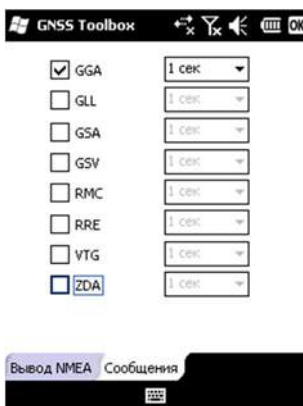 GNSS Toolbox OK
GGA 1 сек
GLL 1 сек
GSA 1 сек
GSV 1 сек
RMC 1 сек
RRE 1 сек
VTG 1 сек
ZDA 1 сек
Вывод NMEA Сообщения